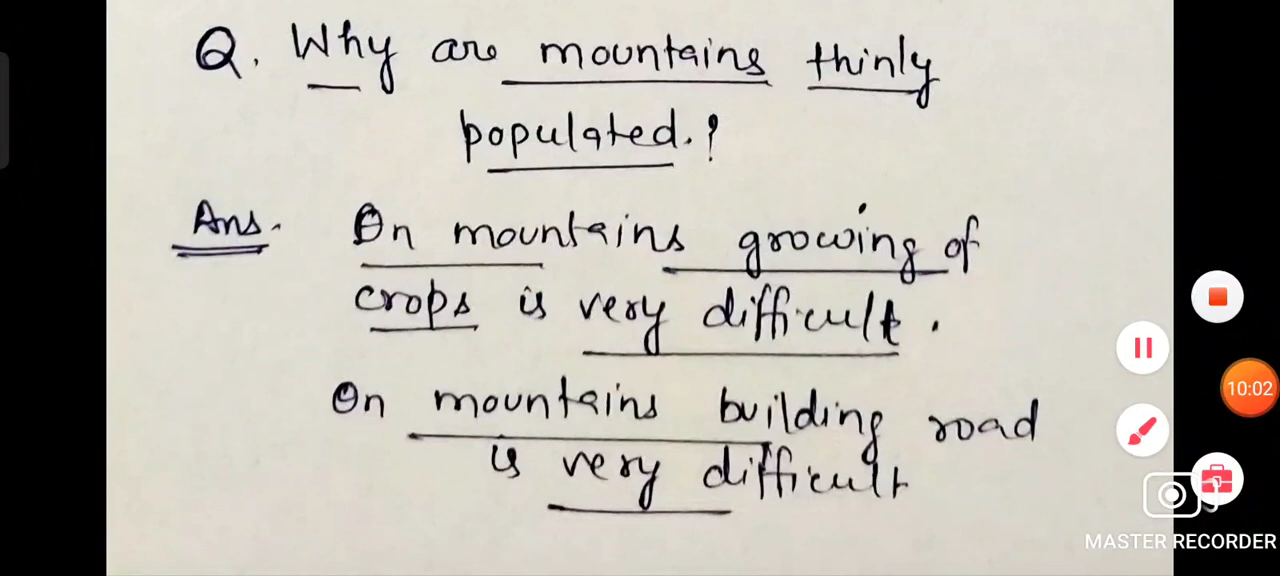 Q. Why are mountains thinly
populated.?
Ans. On mountains growing of
crops is very difficult.
On mountains building road
is very difficult
10:02
MASTER RECORDER